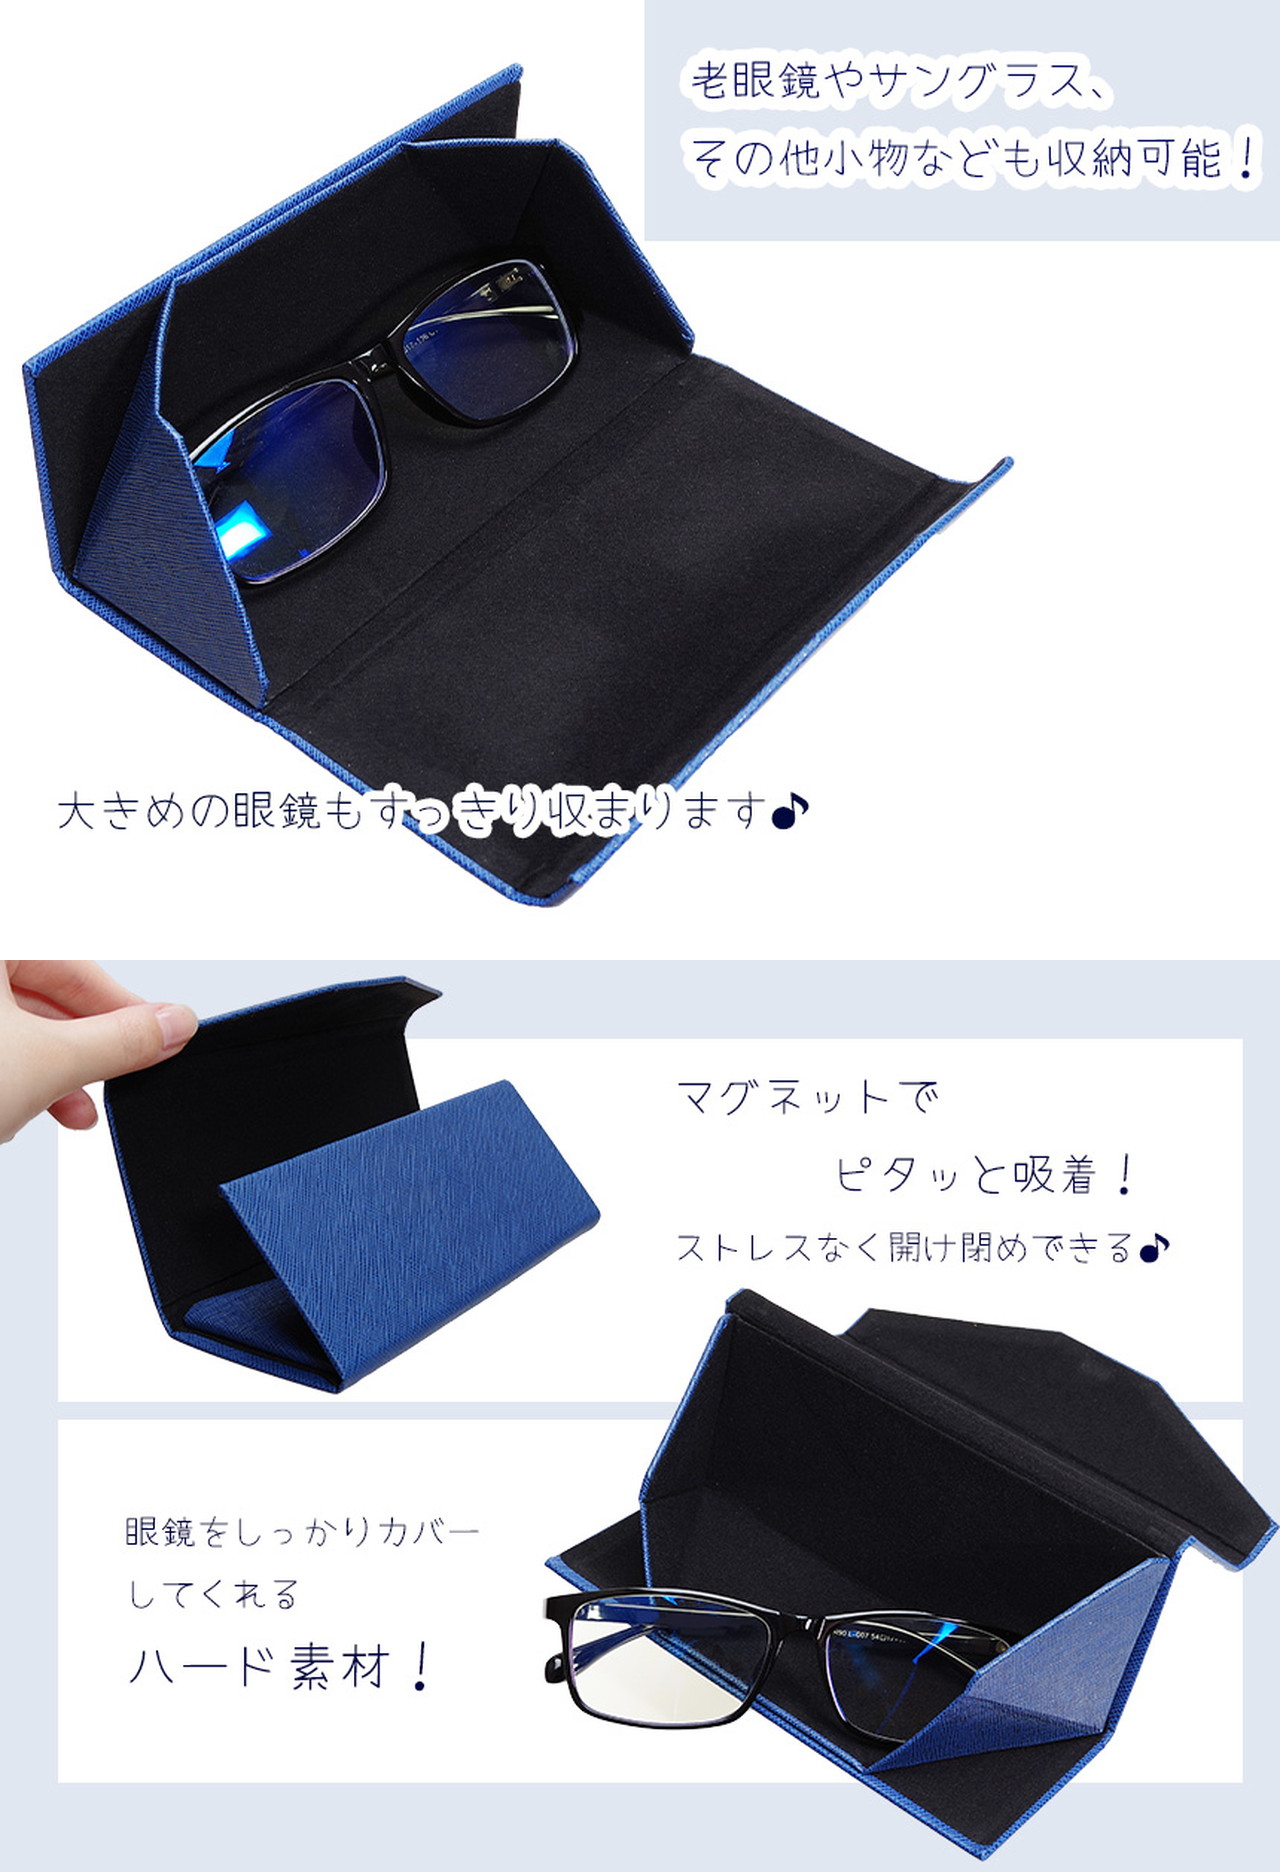 老眼鏡やサングラス、
その他小物なども収納可能！
大きめの眼鏡もすっきり収まります♪
マグネットで
ピタッと吸着！
ストレスなく開け閉めできる♪
眼鏡をしっかりカバー
してくれる
ハード素材！